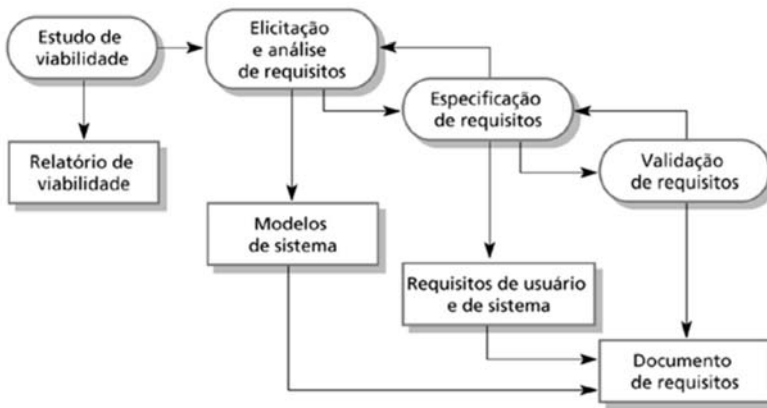 Estudo de
viabilidade
Elicitação
e análise
de requisitos
Especificação
de requisitos
Validação
de requisitos
Relatório de
viabilidade
Modelos
de sistema
Requisitos de usuário
e de sistema
Documento
de requisitos